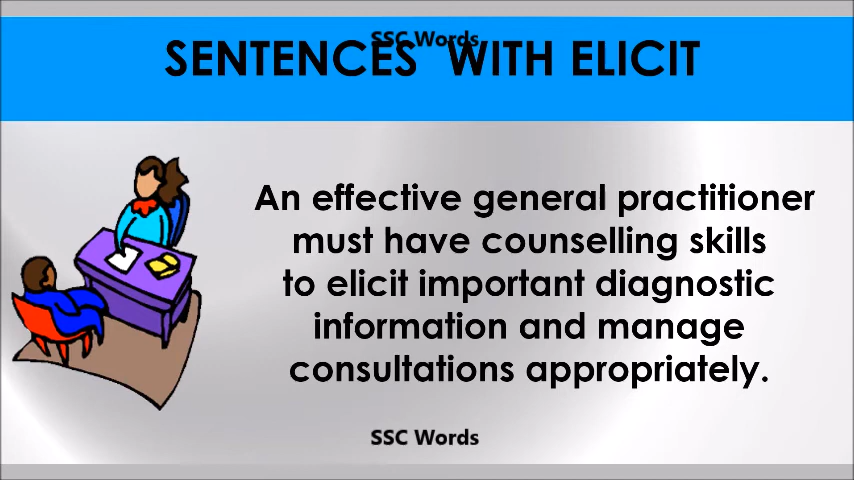 SSC Words
SENTENCES WITH ELICIT
An effective general practitioner
must have counselling skills
to elicit important diagnostic
information and manage
consultations appropriately.
SSC Words